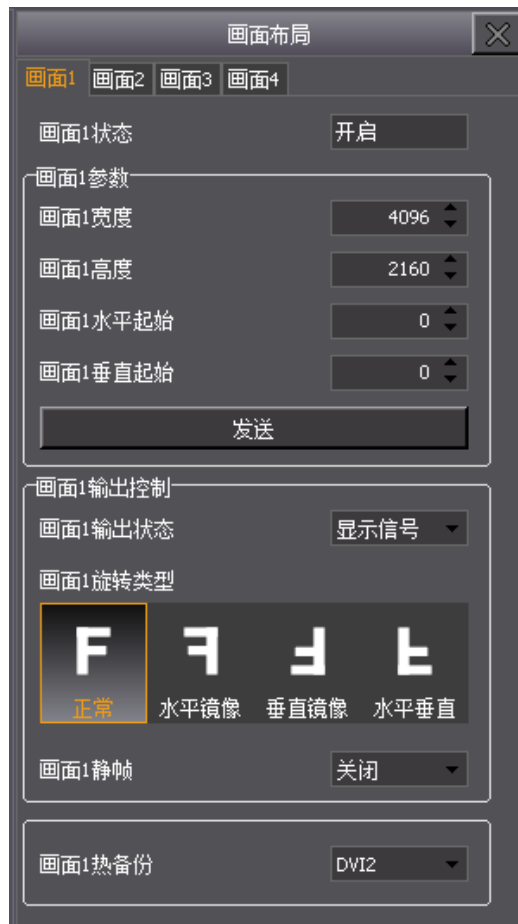 画面布局
画面1 画面2 画面3 画面4
画面1状态 开启
画面1参数
画面1宽度 4096
画面1高度 2160
画面1水平起始 0
画面1垂直起始 0
发送
画面1输出控制
画面1输出状态 显示信号
画面1旋转类型
正常 水平镜像 垂直镜像 水平垂直
画面1静帧 关闭
画面1热备份 DVI2